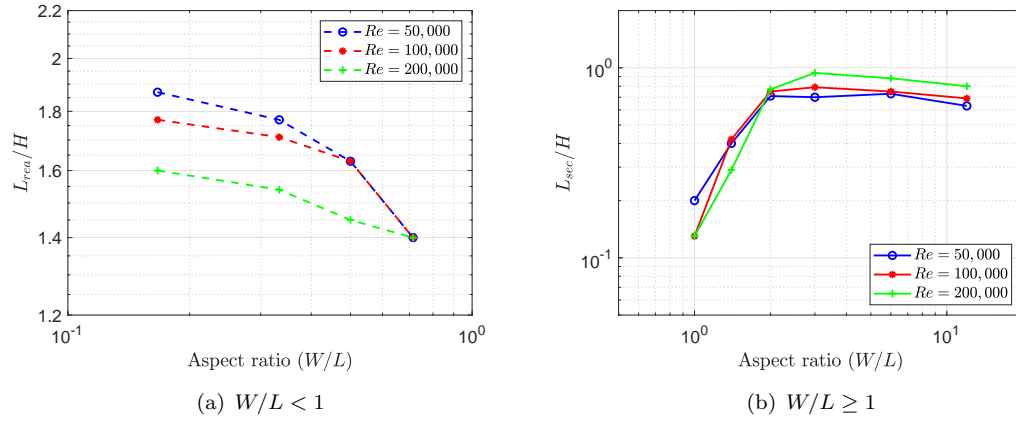 2.2
2
1.8
1.6
1.4
1.2
10^-1
10^0
L_rea/H
Aspect ratio (W/L)
Re = 50,000
Re = 100,000
Re = 200,000
(a) W/L < 1
10^0
10^-1
10^0
10^1
L_sec/H
Aspect ratio (W/L)
Re = 50,000
Re = 100,000
Re = 200,000
(b) W/L ≥ 1